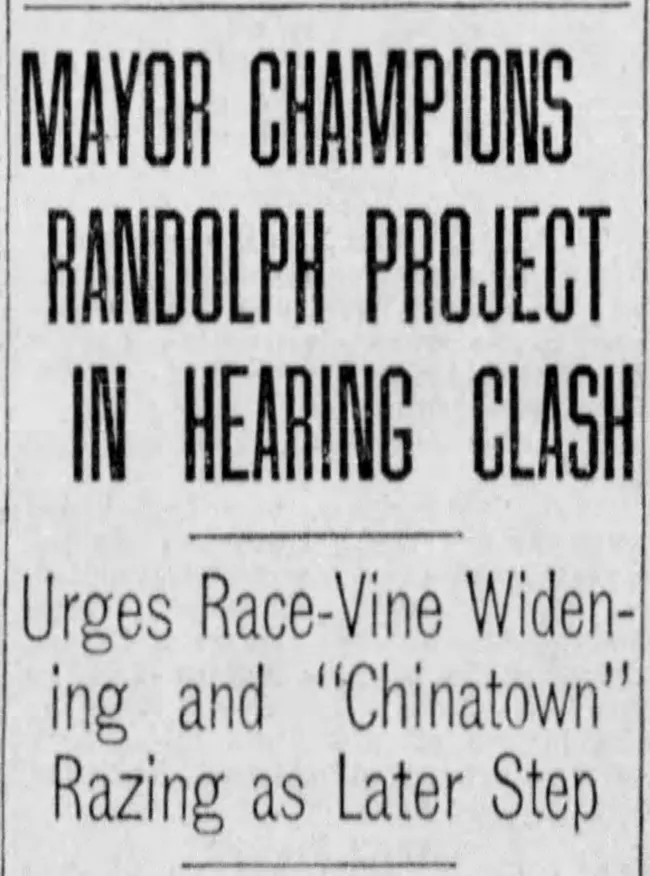 MAYOR CHAMPIONS
RANDOLPH PROJECT
IN HEARING CLASH
Urges Race-Vine Widen-
ing and "Chinatown"
Razing as Later Step